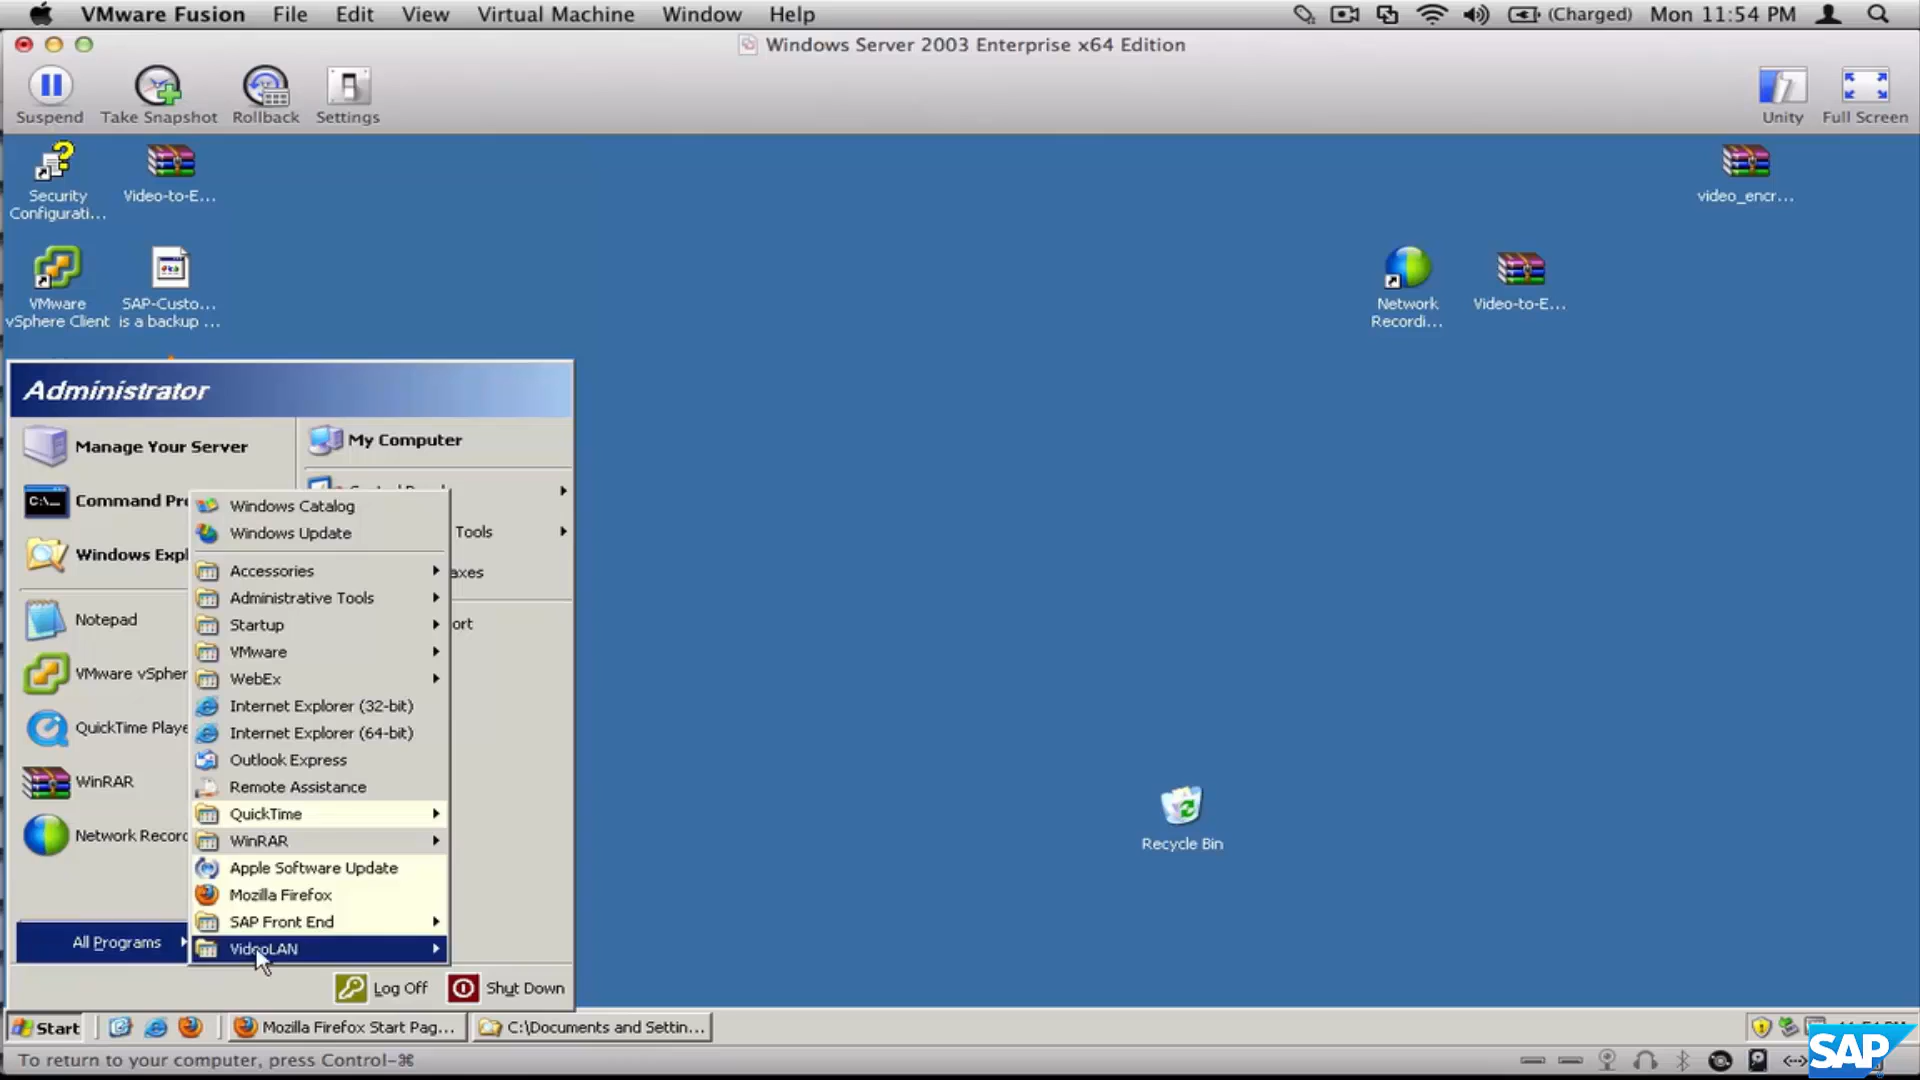 VMware Fusion File Edit View Virtual Machine Window Help (Charged) Mon 11:54 PM
Windows Server 2003 Enterprise x64 Edition
Suspend Take Snapshot Rollback Settings Unity Full Screen
Security
Configurati...
Video-to-E...
video_encr...
VMware
vSphere Client
SAP-Custo...
is a backup ...
Network
Recordi...
Video-to-E...
Administrator
Manage Your Server
My Computer
Command Pr
Windows Expl
Notepad
VMware vSpher
QuickTime Playe
WinRAR
Network Record
All Programs
Windows Catalog
Windows Update
Accessories
Administrative Tools
Startup
VMware
WebEx
Internet Explorer (32-bit)
Internet Explorer (64-bit)
Outlook Express
Remote Assistance
QuickTime
WinRAR
Apple Software Update
Mozilla Firefox
SAP Front End
VideoLAN
Tools
axes
ort
Log Off Shut Down
Recycle Bin
Start Mozilla Firefox Start Pag... C:\Documents and Settin...
To return to your computer, press Control-⌘
SAP